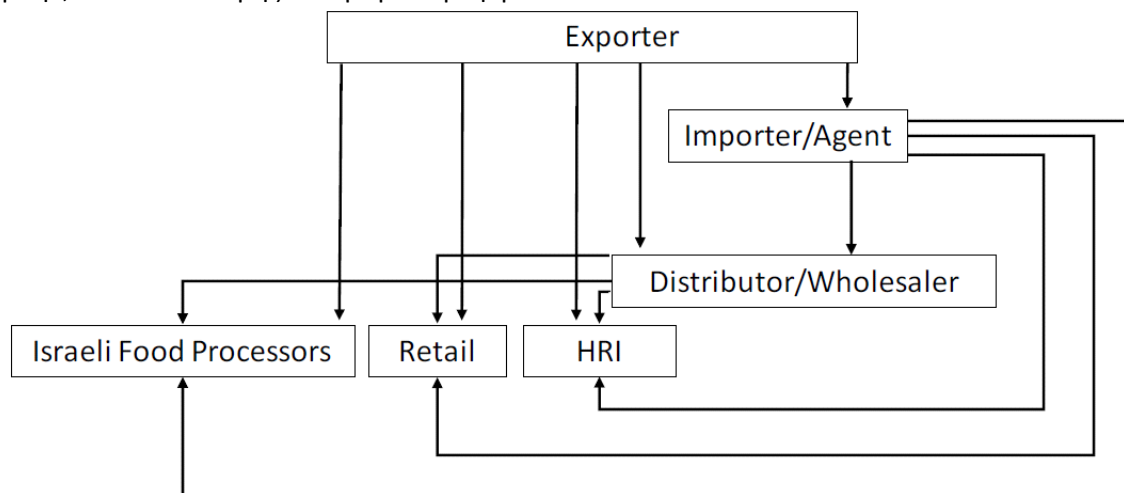 Exporter
Importer/Agent
Distributor/Wholesaler
Israeli Food Processors
Retail
HRI